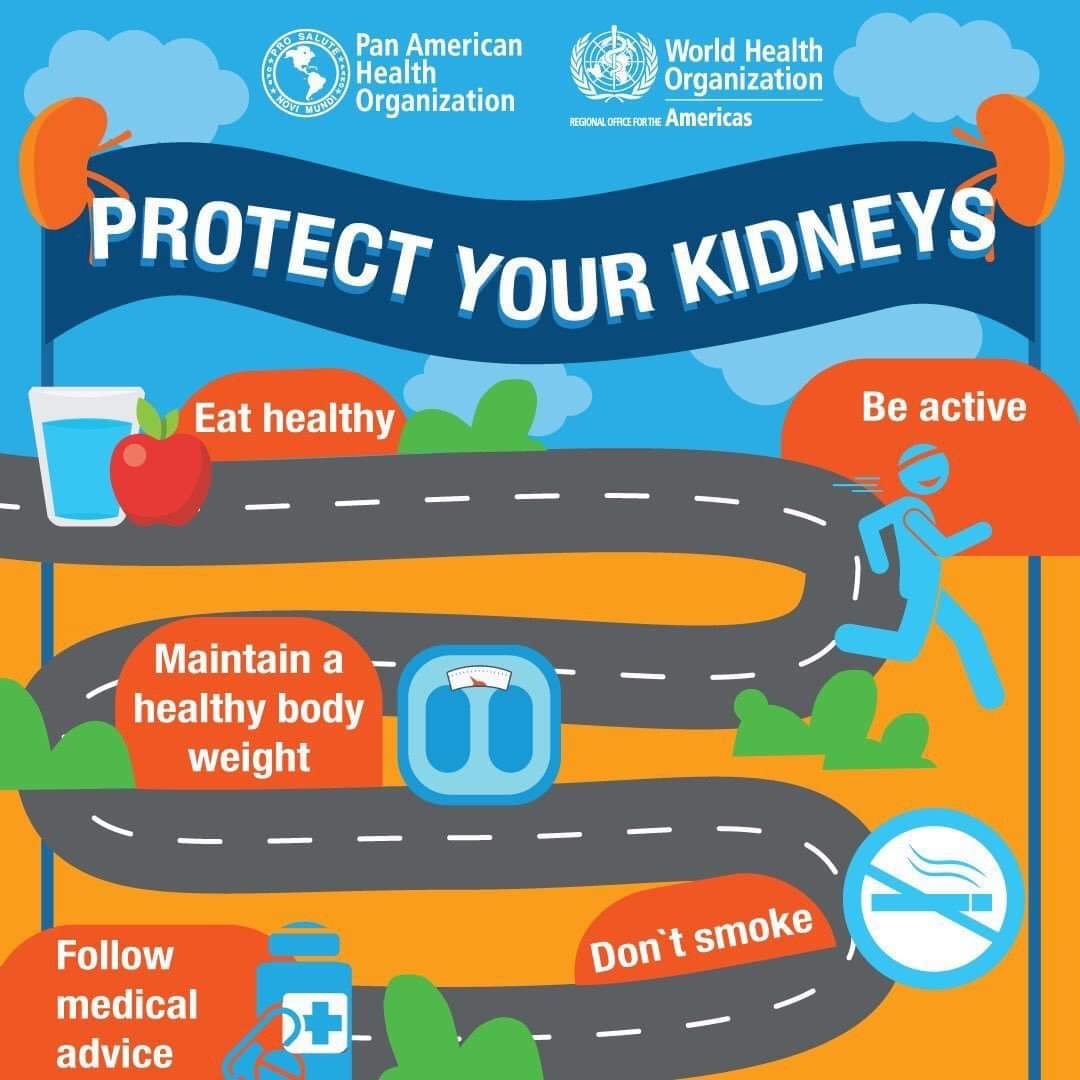 PRO SALUTE
NOVI MUNDI
Pan American
Health
Organization
World Health
Organization
REGIONAL OFFICE FOR THE Americas
PROTECT YOUR KIDNEYS
Eat healthy
Be active
Maintain a
healthy body
weight
Don`t smoke
Follow
medical
advice